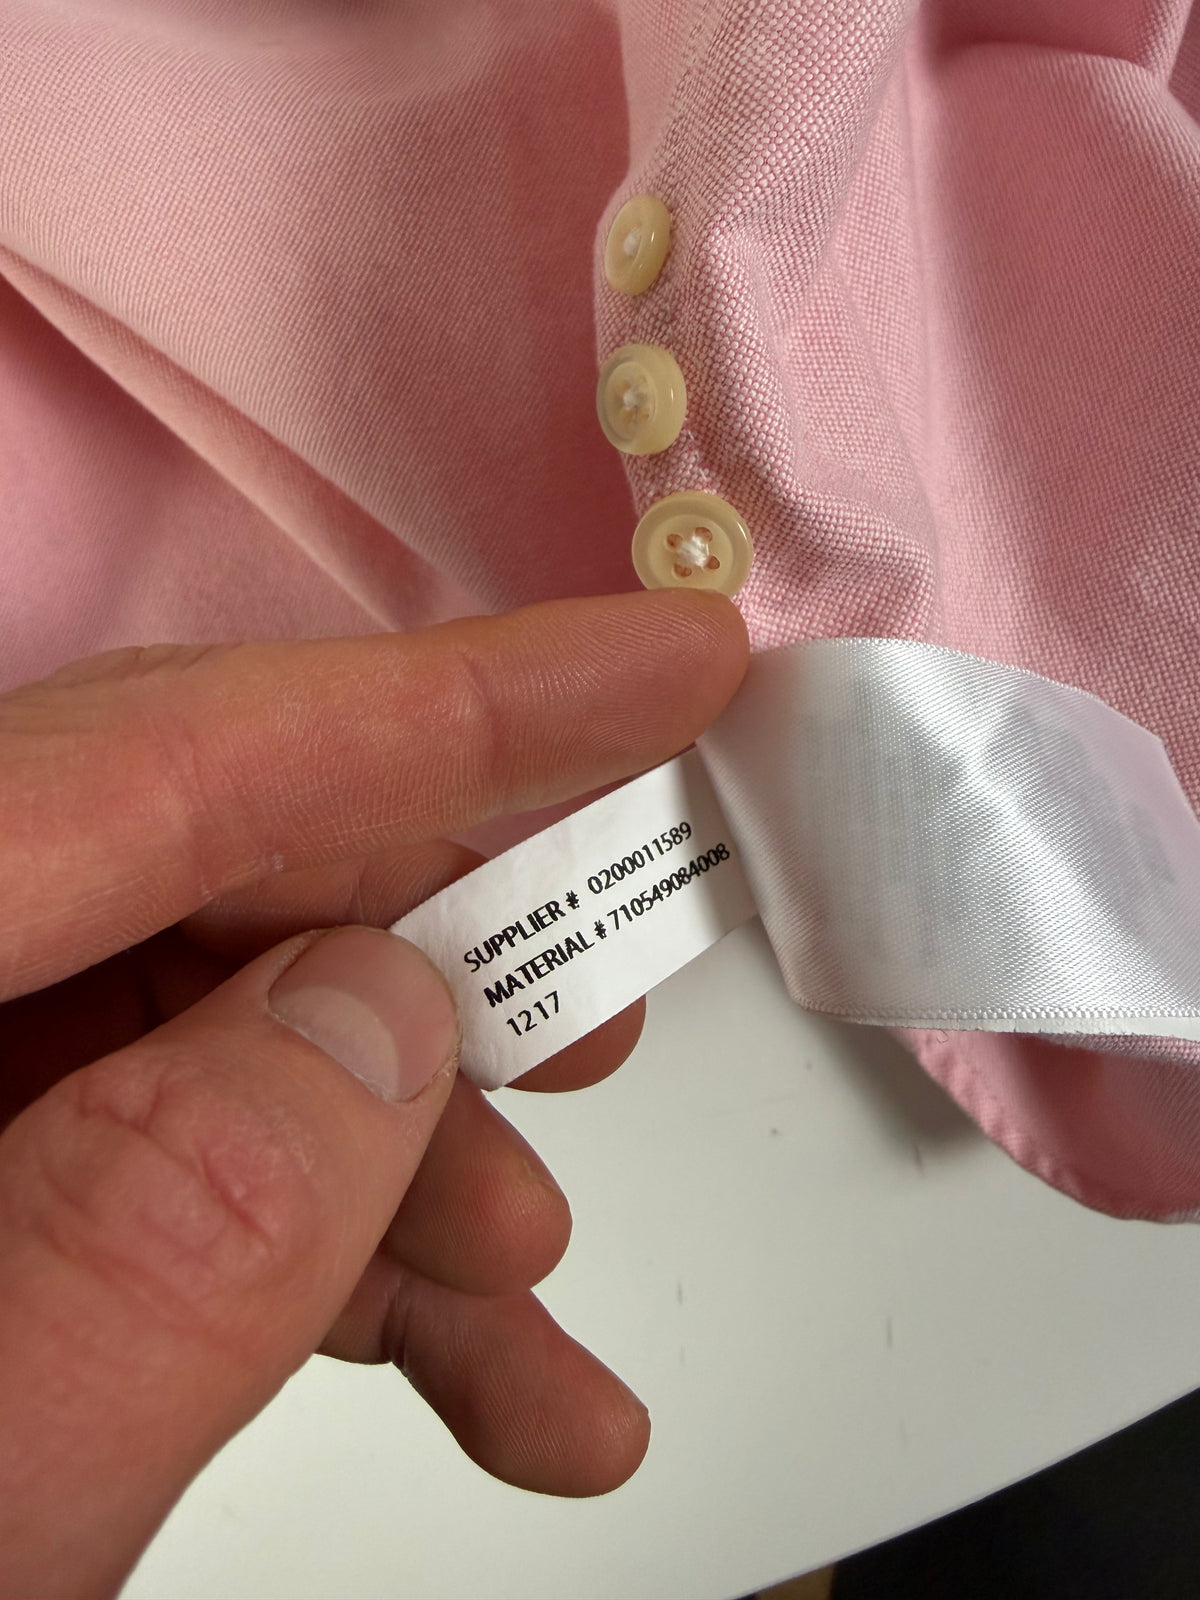 SUPPLIER # 0200011589
MATERIAL # 710549084008
1217